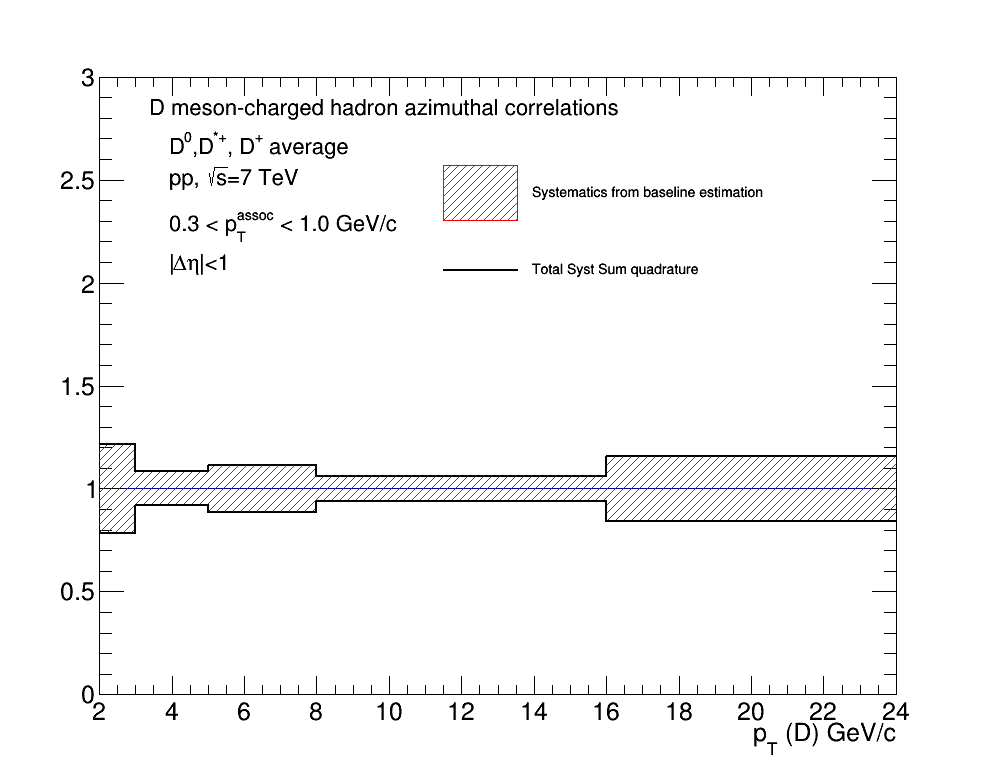 D meson-charged hadron azimuthal correlations
D⁰,D*⁺, D⁺ average
pp, √s=7 TeV
0.3 < p_T^assoc < 1.0 GeV/c
|Δη|<1
Systematics from baseline estimation
Total Syst Sum quadrature
3
2.5
2
1.5
1
0.5
0
2 4 6 8 10 12 14 16 18 20 22 24
p_T (D) GeV/c